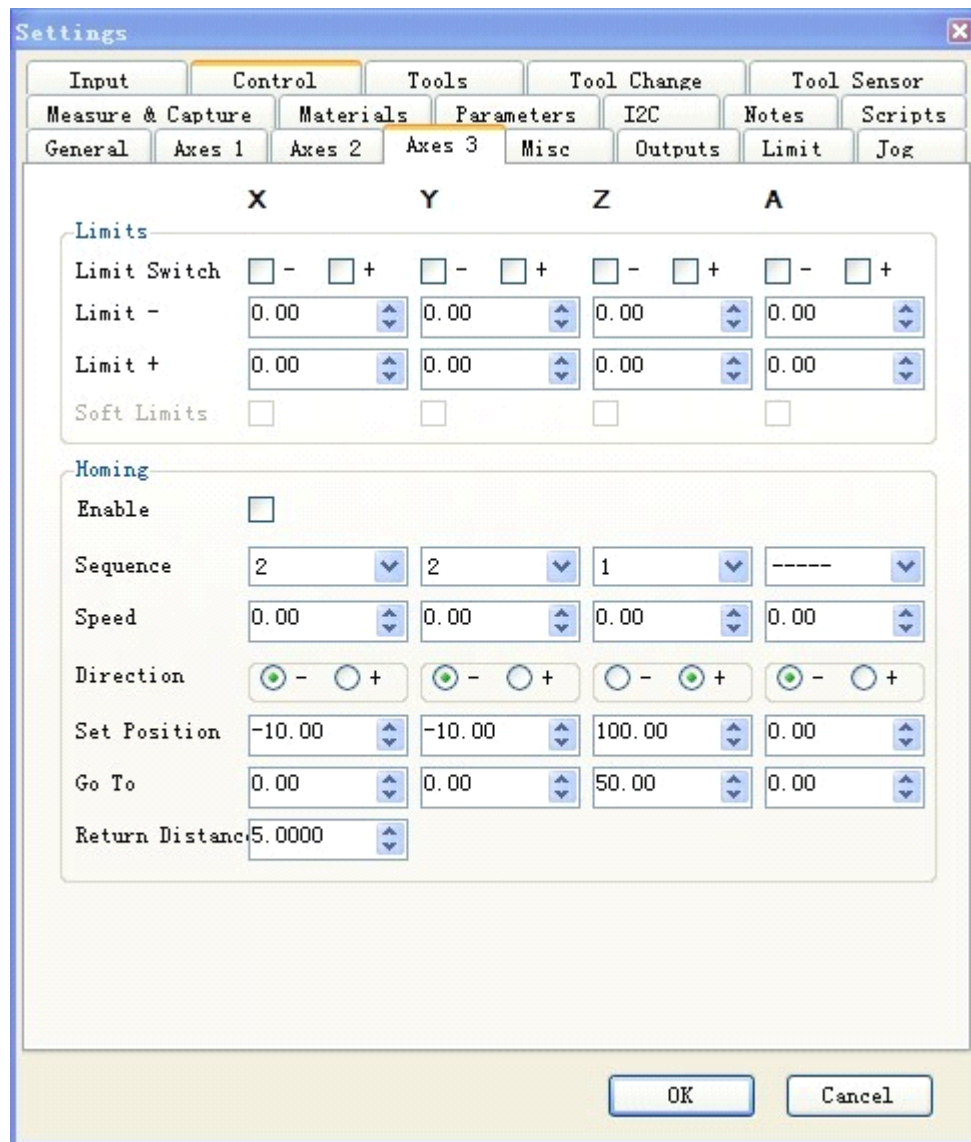 Settings
Input Control Tools Tool Change Tool Sensor
Measure & Capture Materials Parameters I2C Notes Scripts
General Axes 1 Axes 2 Axes 3 Misc Outputs Limit Jog
X Y Z A
Limits
Limit Switch - + - + - + - +
Limit - 0.00 0.00 0.00 0.00
Limit + 0.00 0.00 0.00 0.00
Soft Limits
Homing
Enable
Sequence 2 2 1 -----
Speed 0.00 0.00 0.00 0.00
Direction - + - + - + - +
Set Position -10.00 -10.00 100.00 0.00
Go To 0.00 0.00 50.00 0.00
Return Distanc 5.0000
OK Cancel